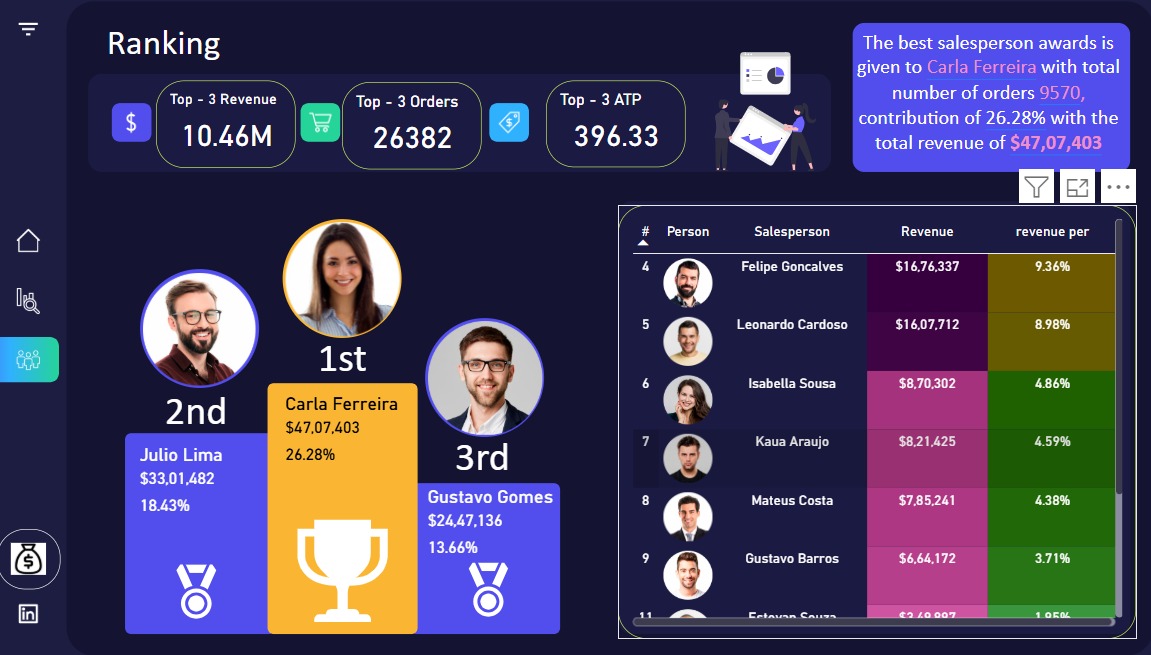 Ranking
Top - 3 Revenue
10.46M
Top - 3 Orders
26382
Top - 3 ATP
396.33
The best salesperson awards is
given to Carla Ferreira with total
number of orders 9570,
contribution of 26.28% with the
total revenue of $47,07,403
1st
Carla Ferreira
$47,07,403
26.28%
2nd
Julio Lima
$33,01,482
18.43%
3rd
Gustavo Gomes
$24,47,136
13.66%
# Person Salesperson Revenue revenue per
4 Felipe Goncalves $16,76,337 9.36%
5 Leonardo Cardoso $16,07,712 8.98%
6 Isabella Sousa $8,70,302 4.86%
7 Kaua Araujo $8,21,425 4.59%
8 Mateus Costa $7,85,241 4.38%
9 Gustavo Barros $6,64,172 3.71%
11 Estevan Souza 1.95%
in